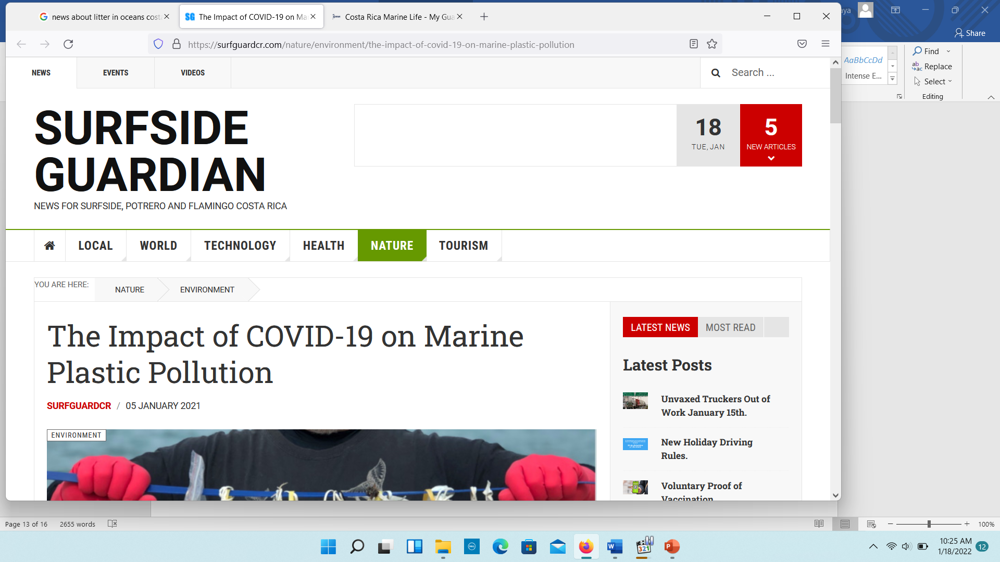 news about litter in oceans cost
The Impact of COVID-19 on Ma
Costa Rica Marine Life - My Gua
aya
Share
https://surfguardcr.com/nature/environment/the-impact-of-covid-19-on-marine-plastic-pollution
AaBbCcDd
Intense E...
Find
Replace
Select
Editing
NEWS
EVENTS
VIDEOS
Search ...
SURFSIDE
GUARDIAN
NEWS FOR SURFSIDE, POTRERO AND FLAMINGO COSTA RICA
18
TUE, JAN
5
NEW ARTICLES
LOCAL
WORLD
TECHNOLOGY
HEALTH
NATURE
TOURISM
YOU ARE HERE:
NATURE
ENVIRONMENT
The Impact of COVID-19 on Marine
Plastic Pollution
SURFGUARDCR / 05 JANUARY 2021
ENVIRONMENT
LATEST NEWS
MOST READ
Latest Posts
Unvaxed Truckers Out of
Work January 15th.
New Holiday Driving
Rules.
Voluntary Proof of
Vaccination
Page 13 of 16
2655 words
100%
10:25 AM
1/18/2022
12